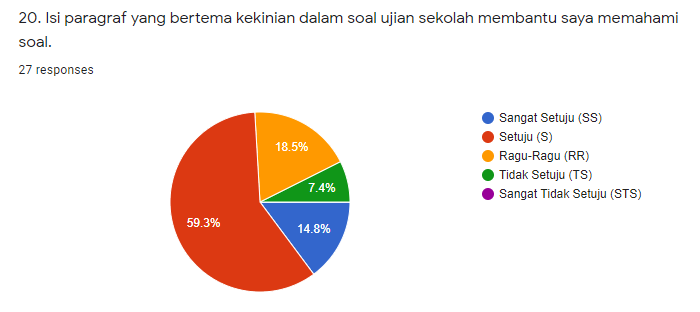 20. Isi paragraf yang bertema kekinian dalam soal ujian sekolah membantu saya memahami
soal.
27 responses
Sangat Setuju (SS)
Setuju (S)
Ragu-Ragu (RR)
Tidak Setuju (TS)
Sangat Tidak Setuju (STS)
18.5%
7.4%
59.3%
14.8%